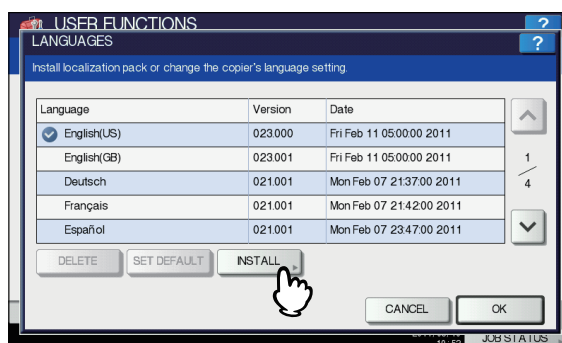 USER FUNCTIONS ?
LANGUAGES ?
Install localization pack or change the copier's language setting.
Language Version Date
English(US) 023.000 Fri Feb 11 05:00:00 2011
English(GB) 023.001 Fri Feb 11 05:00:00 2011
Deutsch 021.001 Mon Feb 07 21:37:00 2011
Français 021.001 Mon Feb 07 21:42:00 2011
Español 021.001 Mon Feb 07 23:47:00 2011
1
4
DELETE SET DEFAULT INSTALL
CANCEL OK
JOB STATUS